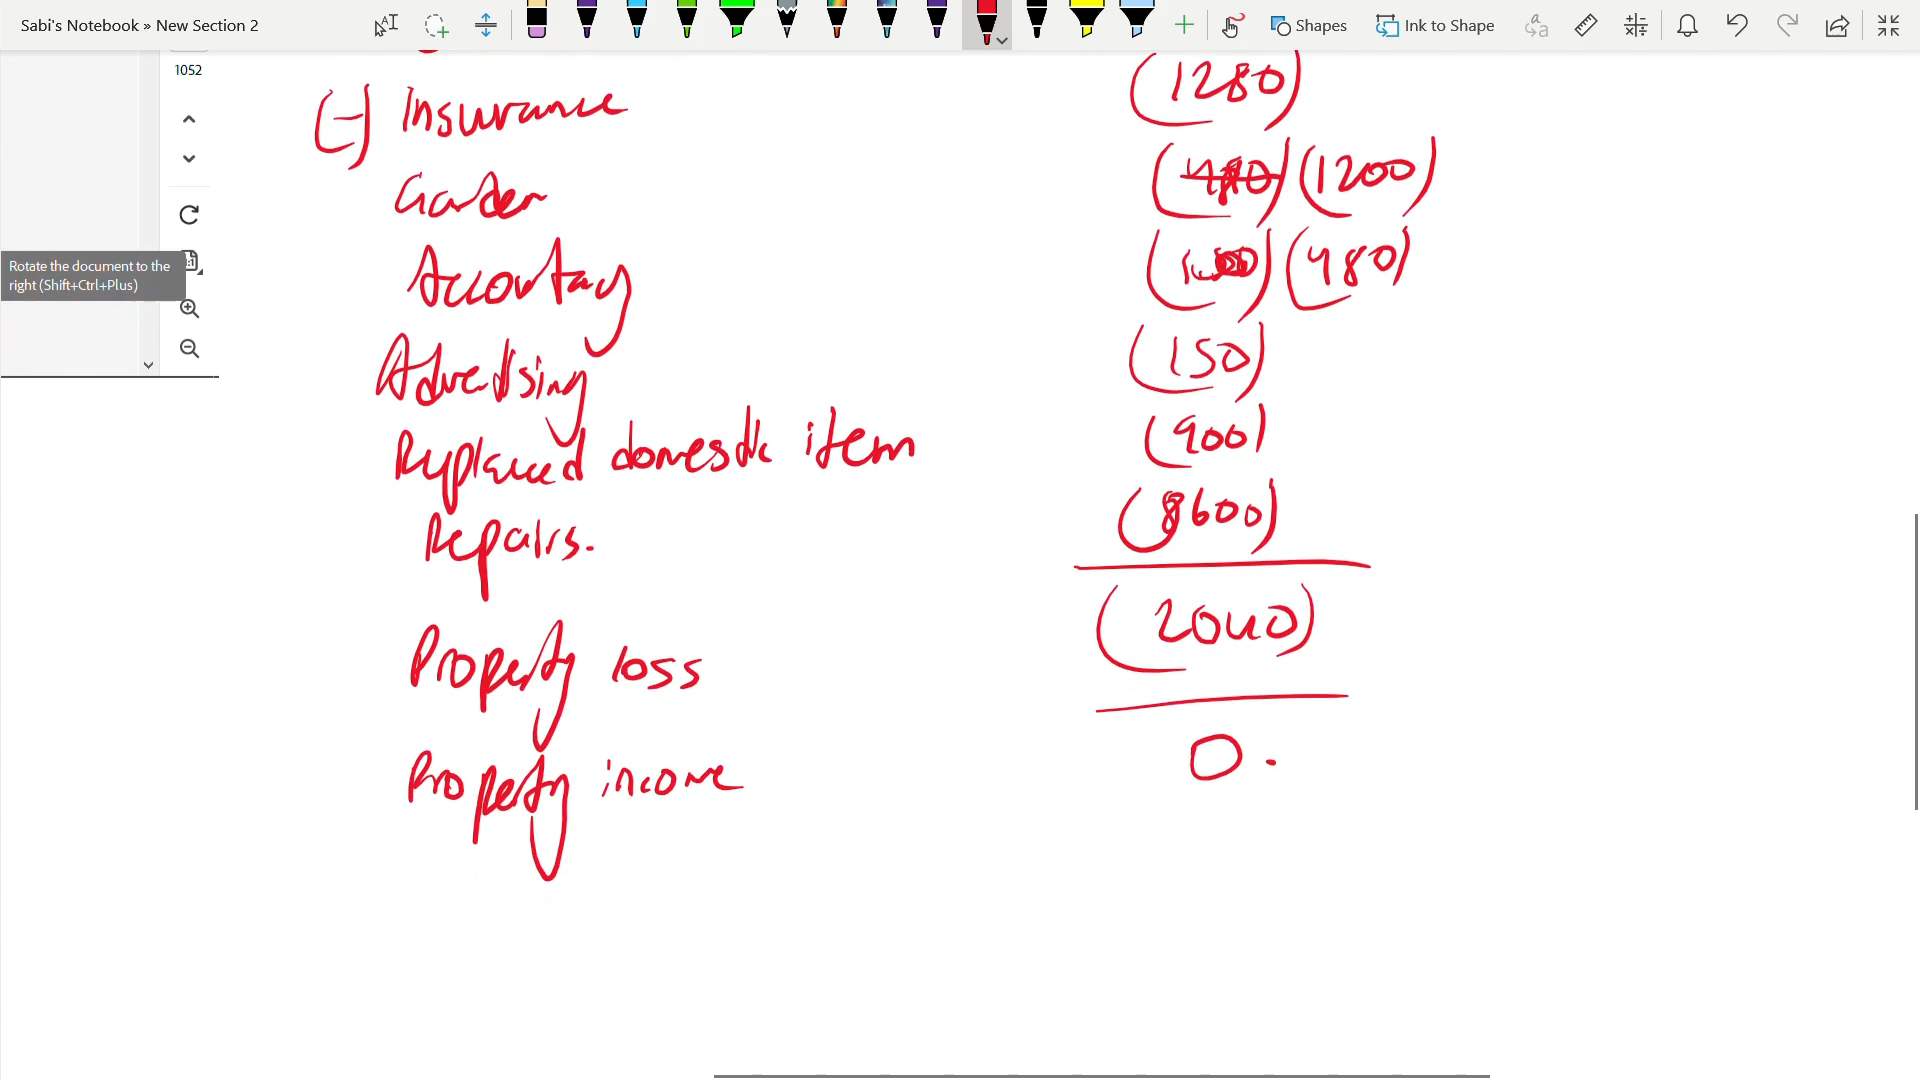 Sabi's Notebook » New Section 2
Shapes
Ink to Shape
1052
(-) Insurance (1280)
Garden (480) (1200)
Accountacy (480)
Advertising (150)
Replaced domestic item (900)
Repairs. (8600)
Property loss (2040)
Property income 0.
Rotate the document to the
right (Shift+Ctrl+Plus)